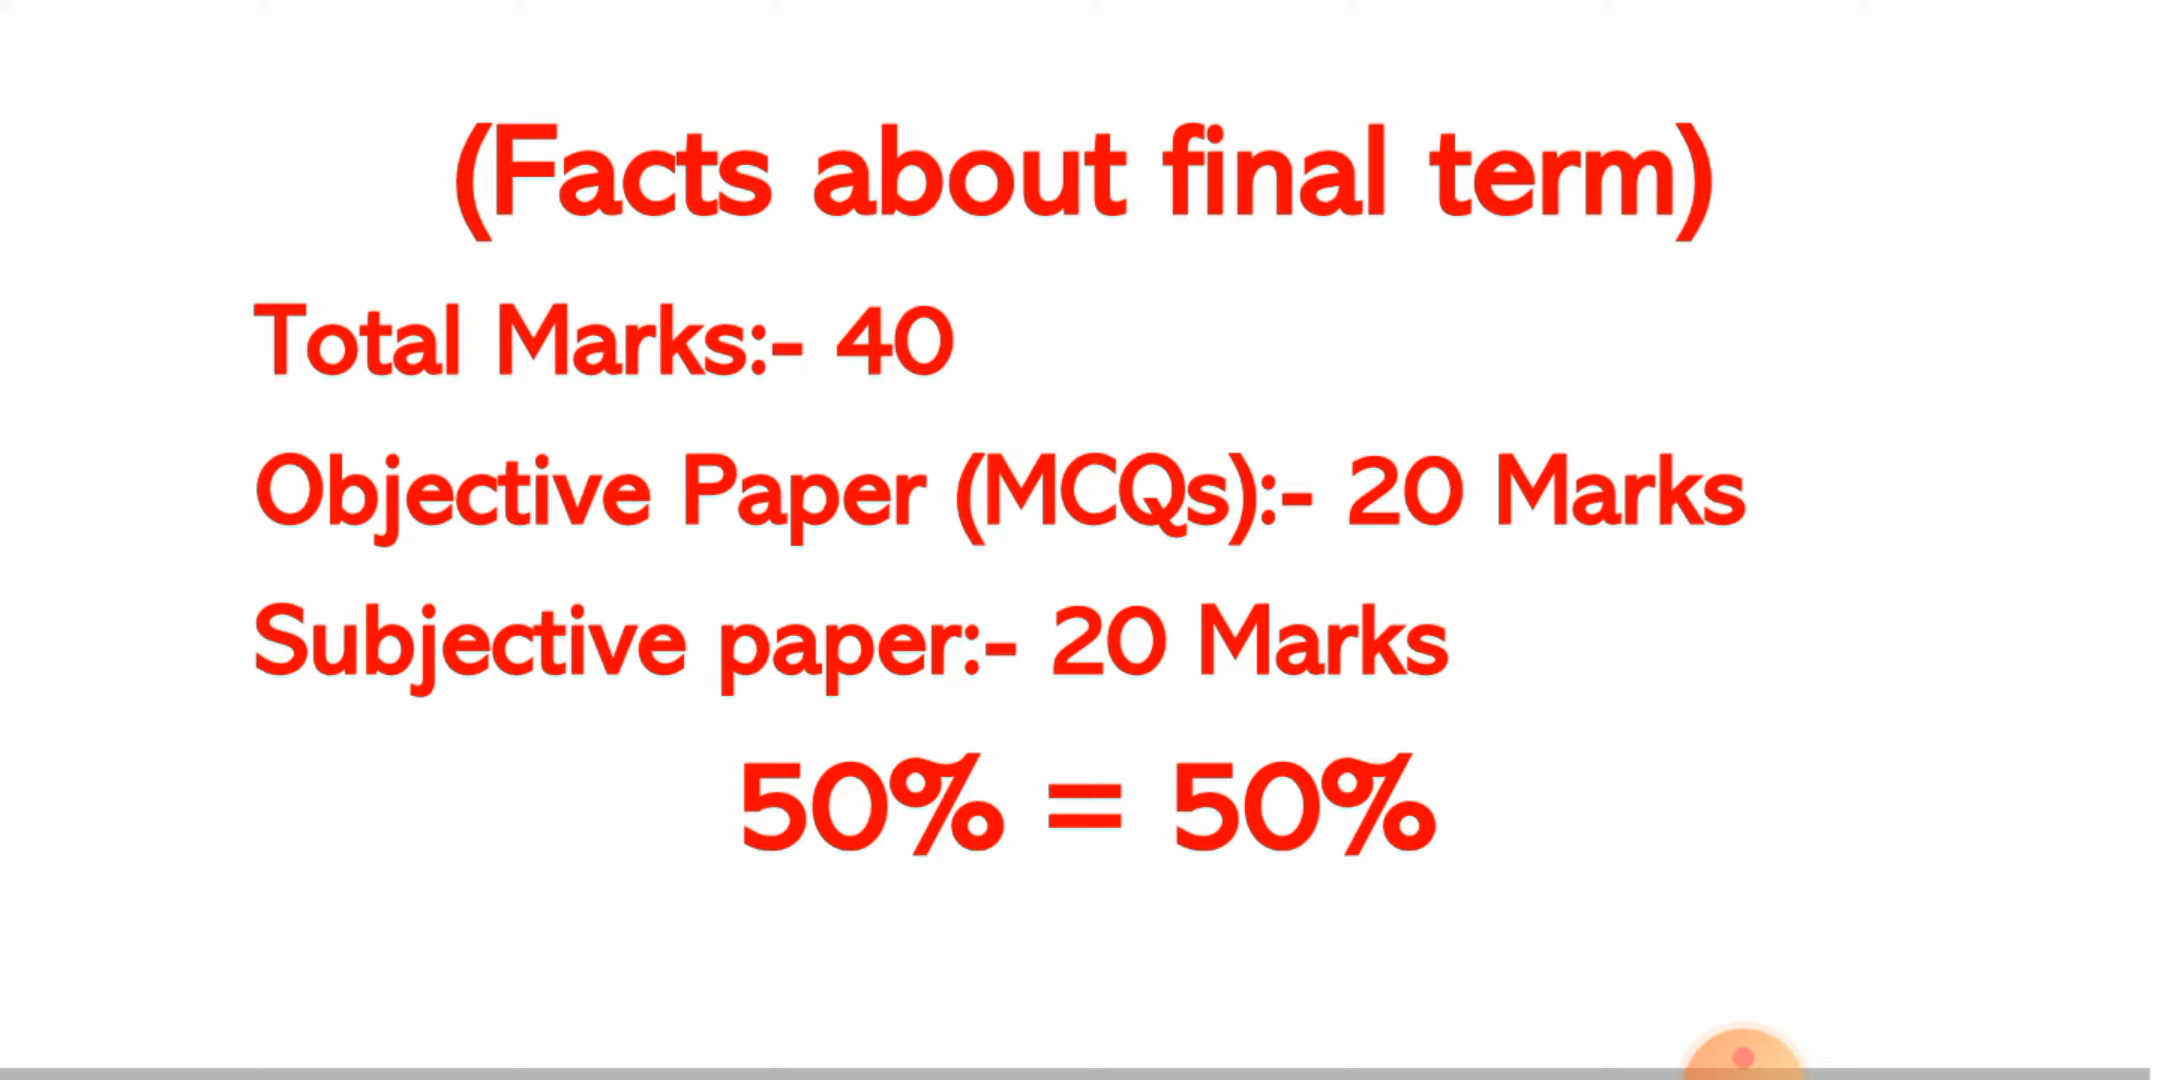 (Facts about final term)
Total Marks:- 40
Objective Paper (MCQs):- 20 Marks
Subjective paper:- 20 Marks
50% = 50%